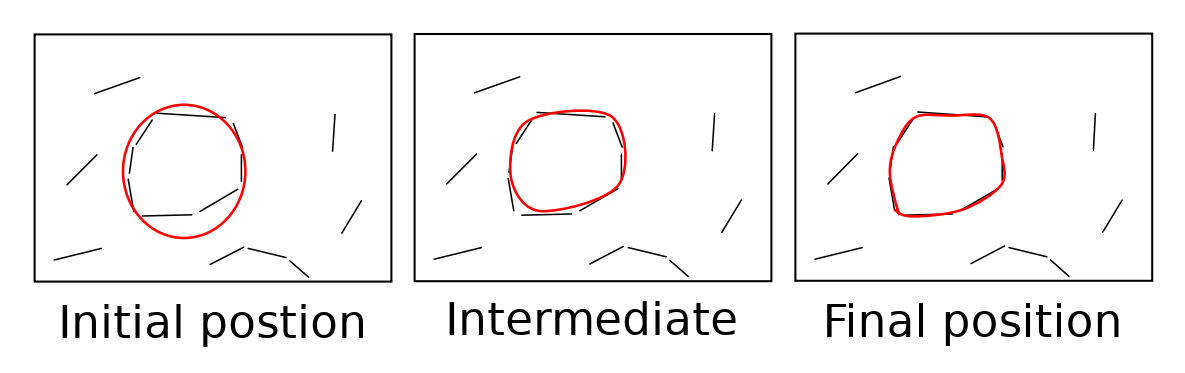 Initial postion
Intermediate
Final position